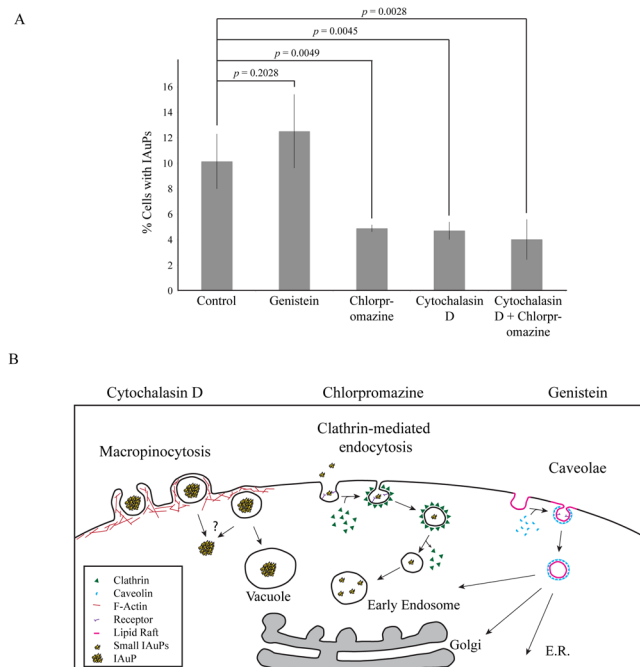 A
p = 0.0028
p = 0.0045
p = 0.0049
p = 0.2028
% Cells with IAuPs
16
14
12
10
8
6
4
2
0
Control
Genistein
Chlorpr-
omazine
Cytochalasin
D
Cytochalasin
D + Chlorpr-
omazine
B
Cytochalasin D
Chlorpromazine
Genistein
Macropinocytosis
Clathrin-mediated
endocytosis
Caveolae
?
Vacuole
Early Endosome
Golgi
E.R.
Clathrin
Caveolin
F-Actin
Receptor
Lipid Raft
Small IAuPs
IAuP